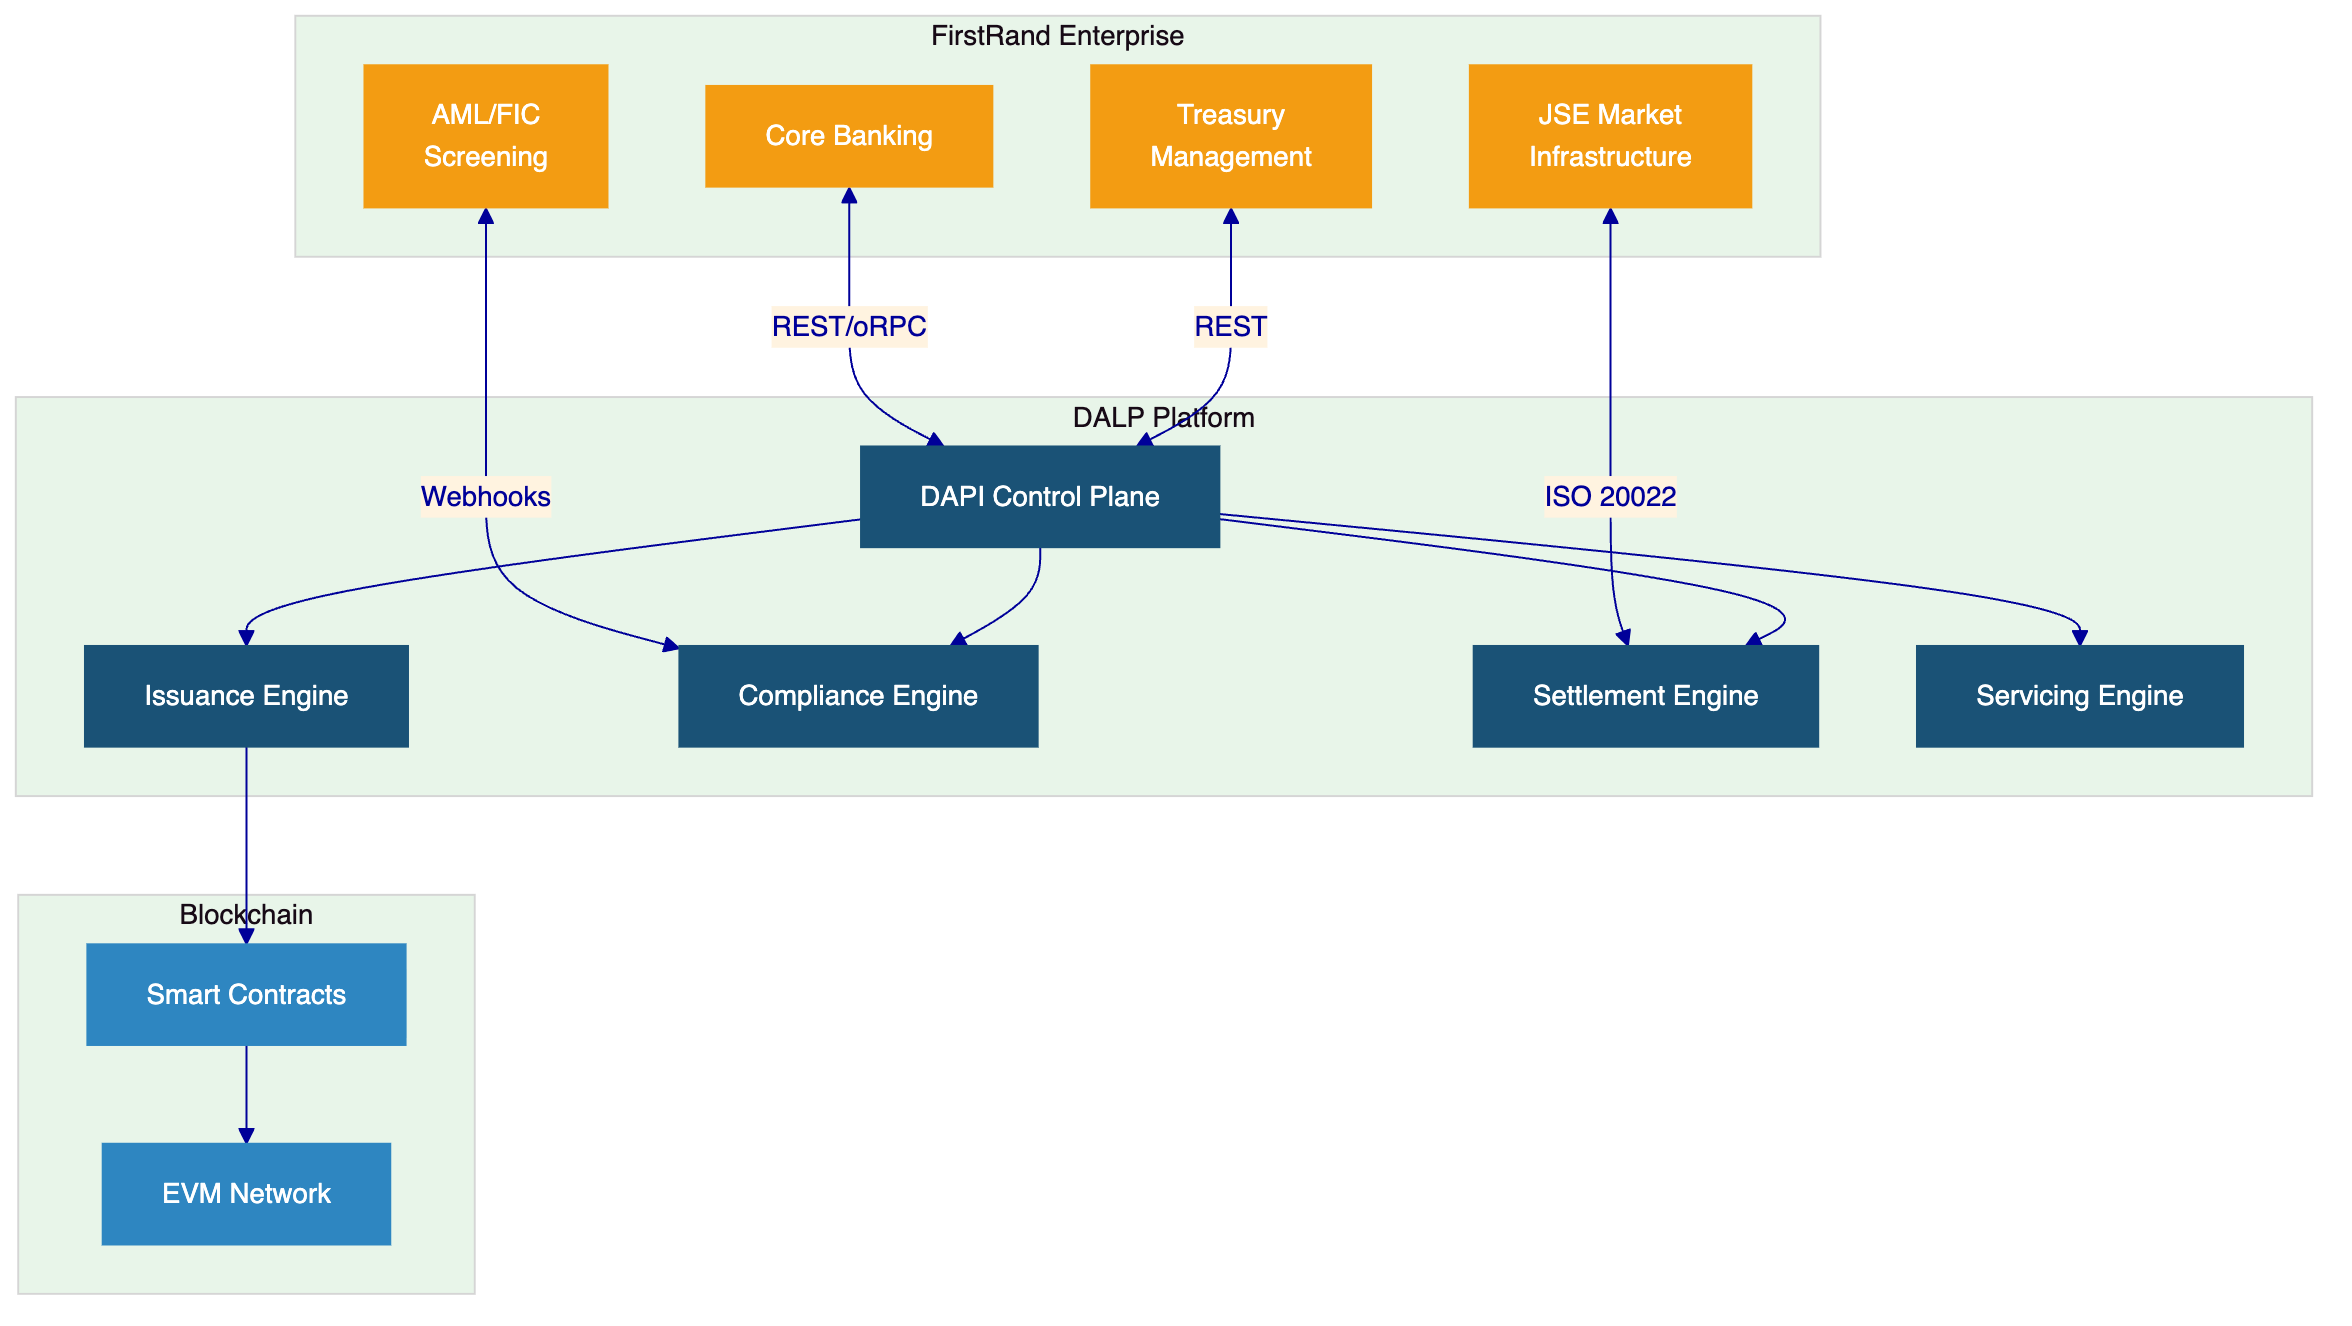 FirstRand Enterprise
AML/FIC
Screening
Core Banking
Treasury
Management
JSE Market
Infrastructure
REST/oRPC
REST
DALP Platform
Webhooks
DAPI Control Plane
ISO 20022
Issuance Engine
Compliance Engine
Settlement Engine
Servicing Engine
Blockchain
Smart Contracts
EVM Network